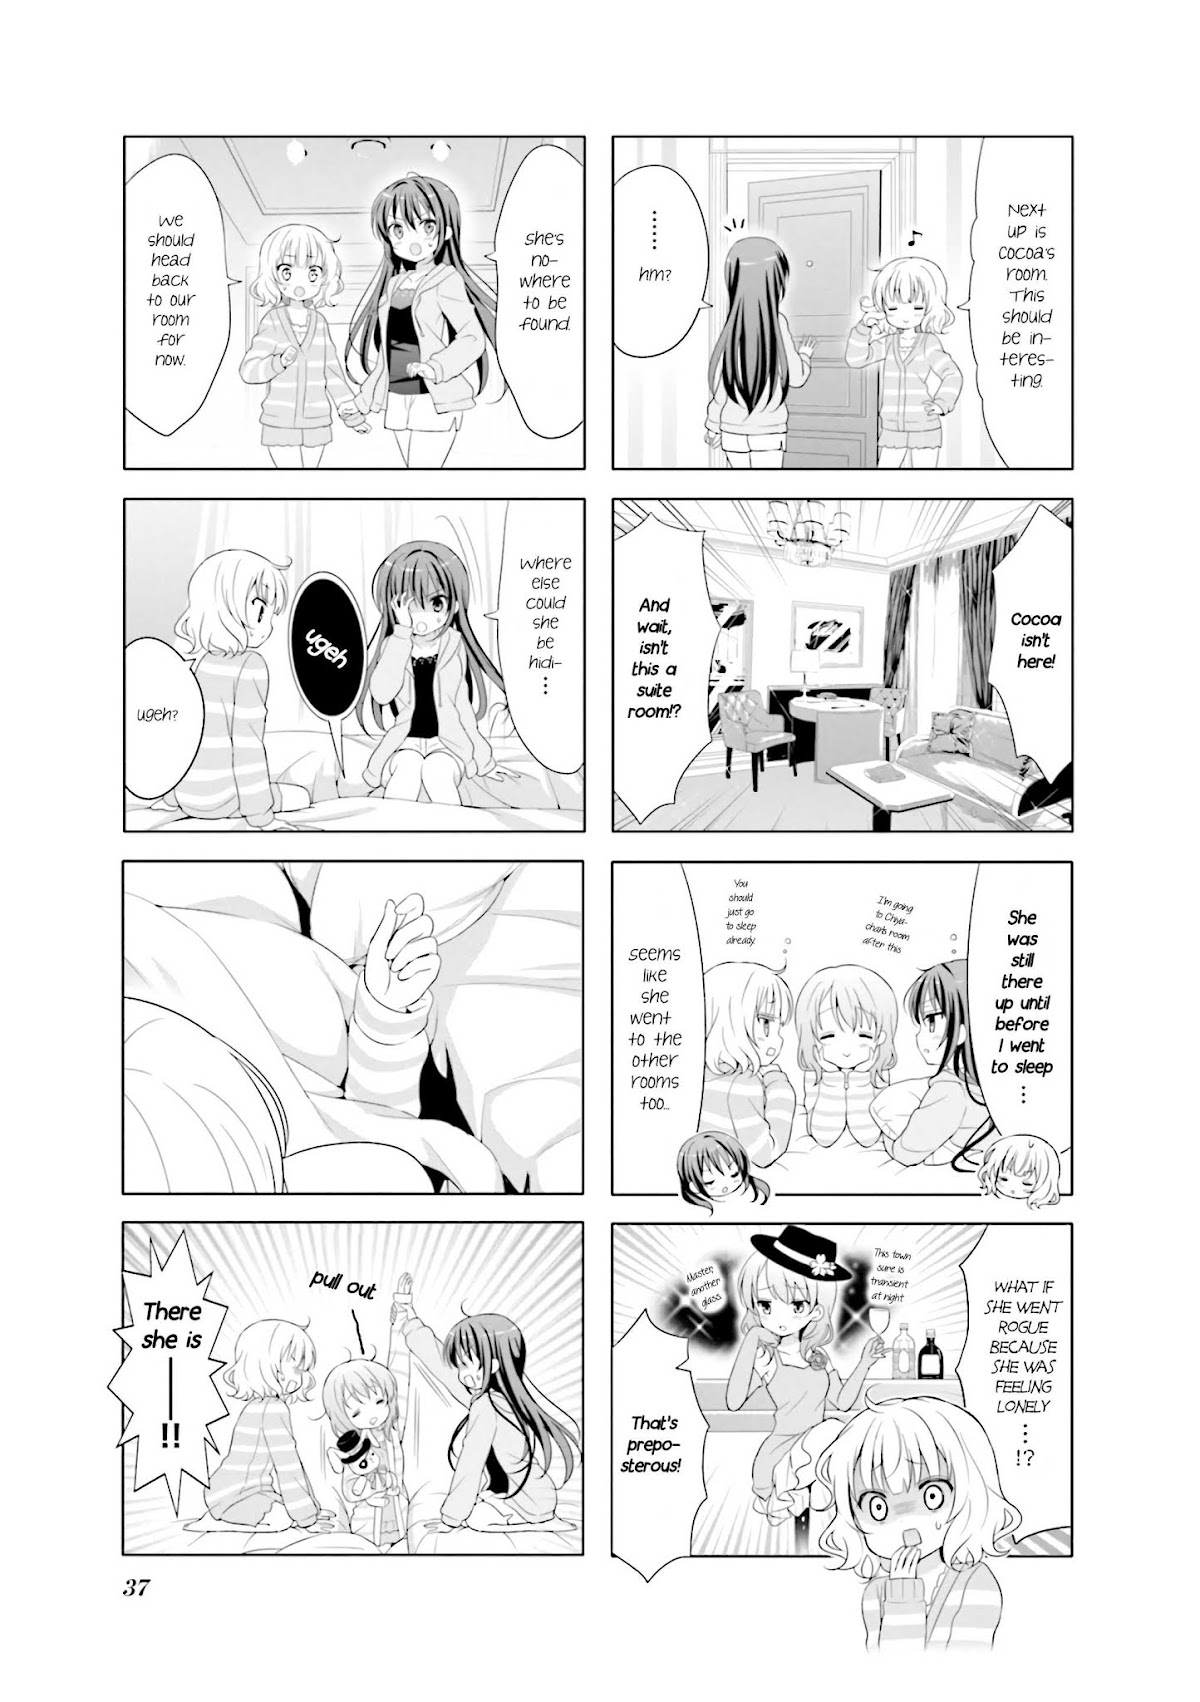 Next
up is
Cocoa's
room.
This
should
be in-
teres-
ting.
......
hm?
Cocoa
isn't
here!
And
wait,
isn't
this a
suite
room!?
She
was
still
there
up until
before
I went
to sleep
...
I'm going
to Chiya-
chan's room
after this
You
should
just go
to sleep
already.
Seems
like
she
went
to the
other
rooms
too...
WHAT IF
SHE WENT
ROGUE
BECAUSE
SHE WAS
FEELING
LONELY
...
!?
This town
sure is
transient
at night
Master,
another
glass.
That's
prepo-
sterous!
She's
no-
where
to be
found.
We
should
head
back
to our
room
for
now.
Where
else
could
she
be
hidi-
...
ugeh
ugeh?
pull out
There
she is
—
!!
37